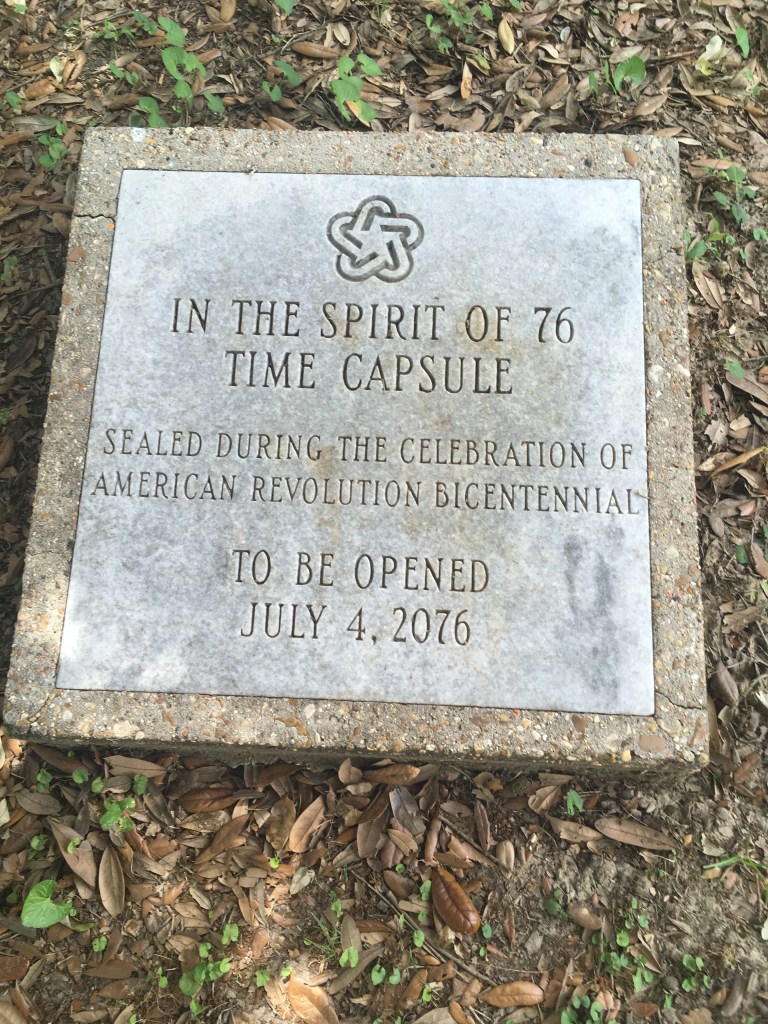 IN THE SPIRIT OF 76
TIME CAPSULE
SEALED DURING THE CELEBRATION OF
AMERICAN REVOLUTION BICENTENNIAL
TO BE OPENED
JULY 4, 2076